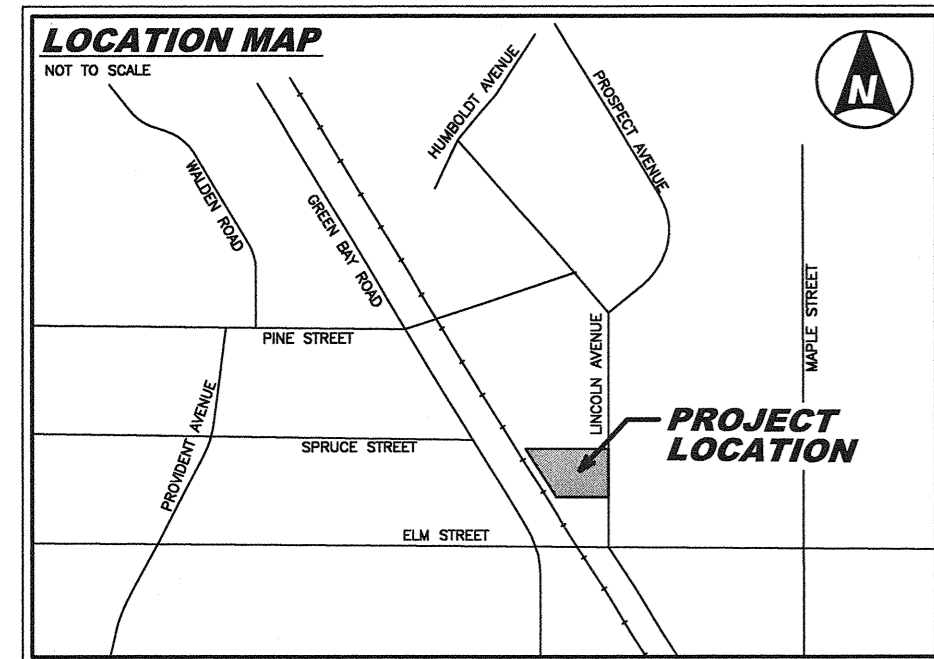 LOCATION MAP
NOT TO SCALE
N
HUMBOLDT AVENUE
PROSPECT AVENUE
WALDEN ROAD
GREEN BAY ROAD
PINE STREET
LINCOLN AVENUE
MAPLE STREET
PROVIDENT AVENUE
SPRUCE STREET
PROJECT
LOCATION
ELM STREET